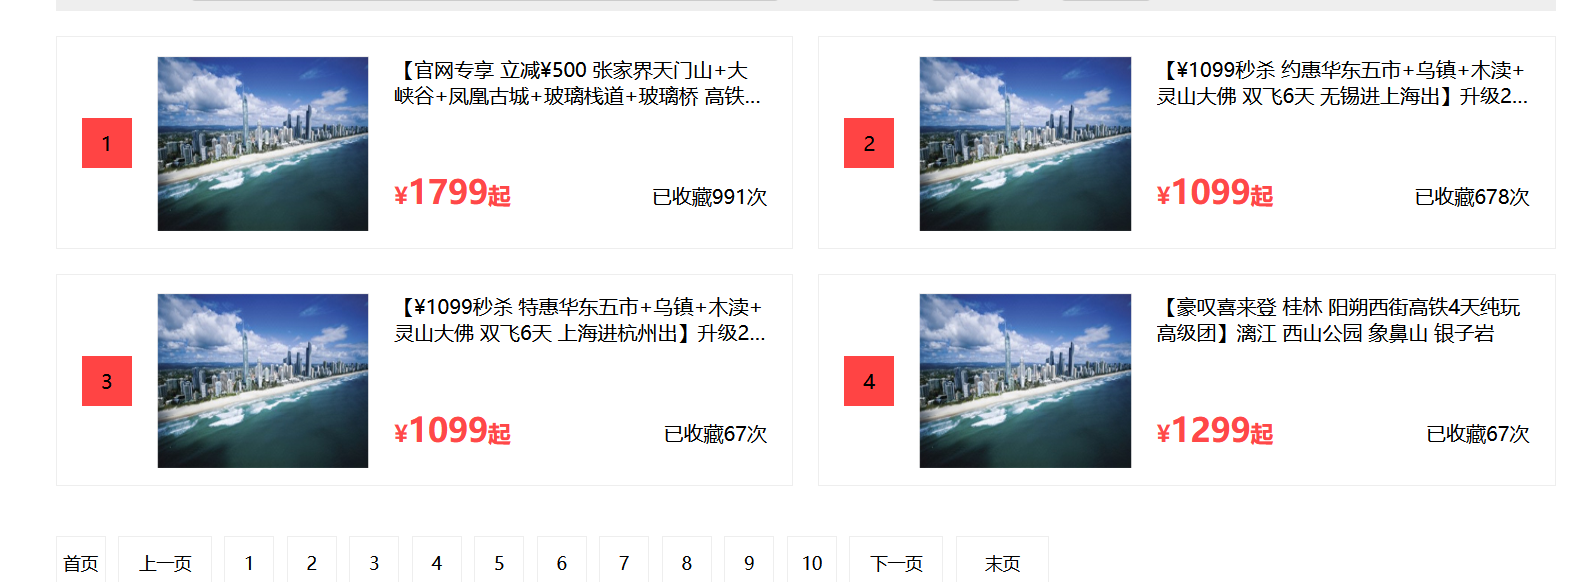 1
【官网专享 立减¥500 张家界天门山+大
峡谷+凤凰古城+玻璃栈道+玻璃桥 高铁...
¥1799起
已收藏991次
2
【¥1099秒杀 约惠华东五市+乌镇+木渎+
灵山大佛 双飞6天 无锡进上海出】升级2...
¥1099起
已收藏678次
3
【¥1099秒杀 特惠华东五市+乌镇+木渎+
灵山大佛 双飞6天 上海进杭州出】升级2...
¥1099起
已收藏67次
4
【豪叹喜来登 桂林 阳朔西街高铁4天纯玩
高级团】漓江 西山公园 象鼻山 银子岩
¥1299起
已收藏67次
首页 上一页 1 2 3 4 5 6 7 8 9 10 下一页 末页